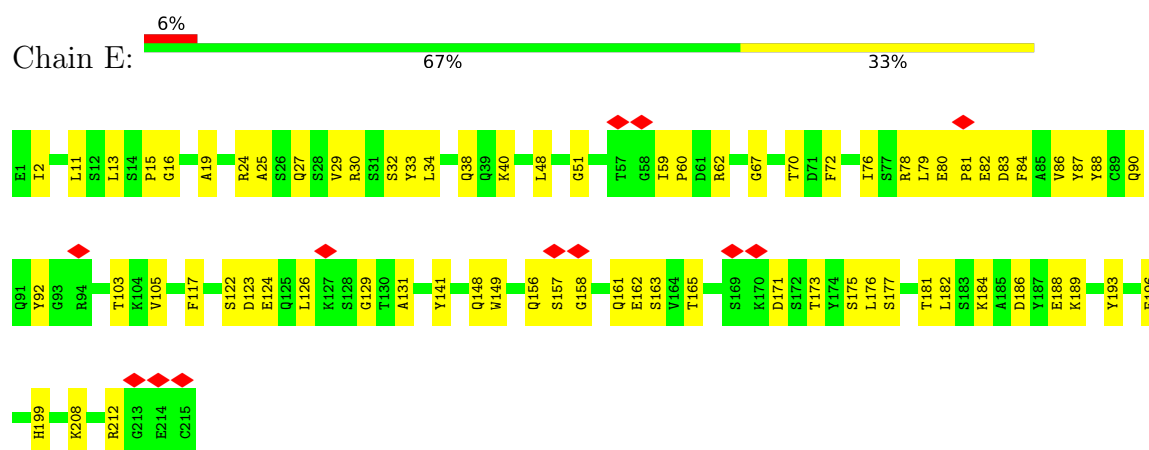 6%
Chain E:
67% 33%
E1 I2 L11 S12 L13 S14 P15 G16 A19 R24 A25 S26 Q27 S28 V29 R30 S31 S32 Y33 L34 Q38 Q39 K40 L48 G51 T57 G58 I59 P60 D61 R62 G67 T70 D71 F72 I76 S77 R78 L79 E80 P81 E82 D83 F84 A85 V86 Y87 Y88 C89 Q90
Q91 Y92 G93 R94 T103 K104 V105 F117 S122 D123 E124 Q125 L126 K127 S128 G129 T130 A131 Y141 Q148 W149 Q156 S157 G158 Q161 E162 S163 V164 T165 S169 K170 D171 S172 T173 Y174 S175 L176 S177 T181 L182 S183 K184 A185 D186 Y187 E188 K189 Y193
H199 K208 R212 G213 E214 C215